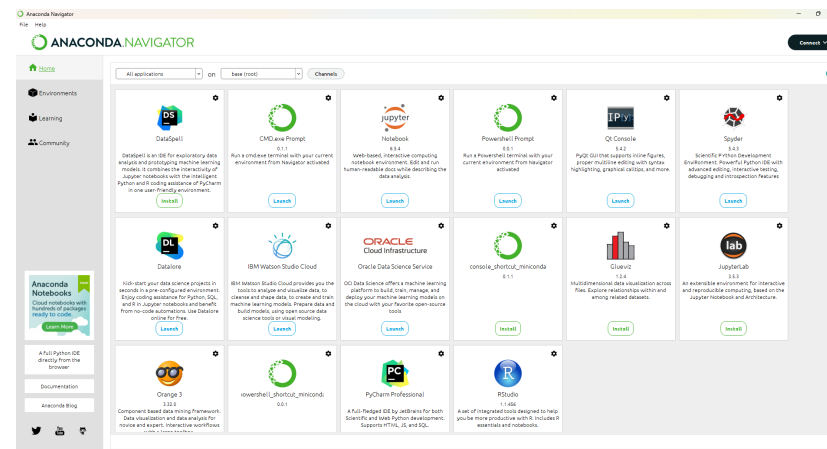 Anaconda Navigator
File Help
ANACONDA.NAVIGATOR
Connect
Home
Environments
Learning
Community
All applications on base (root) Channels
DS
DataSpell
DataSpell is an IDE for exploratory data
analysis and prototyping machine learning
models. It combines the interactivity of
Jupyter notebooks with the intelligent
Python and R coding assistance of PyCharm
in one user-friendly environment.
Install
CMD.exe Prompt
0.1.1
Run a cmd.exe terminal with your current
environment from Navigator activated
Launch
jupyter
Notebook
6.5.4
Web-based, interactive computing
notebook environment. Edit and run
human-readable docs while describing the
data analysis.
Launch
Powershell Prompt
0.0.1
Run a Powershell terminal with your
current environment from Navigator
activated
Launch
IP[y]:
Qt Console
5.4.2
PyQt GUI that supports inline figures,
proper multiline editing with syntax
highlighting, graphical calltips, and more.
Launch
Spyder
5.4.3
Scientific PYthon Development
EnviRonment. Powerful Python IDE with
advanced editing, interactive testing,
debugging and introspection features
Launch
DL
Datalore
Kick-start your data science projects in
seconds in a pre-configured environment.
Enjoy coding assistance for Python, SQL,
and R in Jupyter notebooks and benefit
from no-code automations. Use Datalore
online for free.
Launch
IBM Watson Studio Cloud
IBM Watson Studio Cloud provides you the
tools to analyze and visualize data, to
cleanse and shape data, to create and train
machine learning models. Prepare data and
build models, using open source data
science tools or visual modeling.
Launch
ORACLE
Cloud Infrastructure
Oracle Data Science Service
OCI Data Science offers a machine learning
platform to build, train, manage, and
deploy your machine learning models on
the cloud with your favorite open-source
tools
Launch
console_shortcut_miniconda
0.1.1
Install
Glueviz
1.2.4
Multidimensional data visualization across
files. Explore relationships within and
among related datasets.
Install
lab
JupyterLab
3.5.3
An extensible environment for interactive
and reproducible computing, based on the
Jupyter Notebook and Architecture.
Install
Orange 3
3.32.0
Component based data mining framework.
Data visualization and data analysis for
novice and expert. Interactive workflows
powershell_shortcut_miniconda
0.0.1
PC
PyCharm Professional
A full-fledged IDE by JetBrains for both
Scientific and Web Python development.
Supports HTML, JS, and SQL.
R
RStudio
1.1.456
A set of integrated tools designed to help
you be more productive with R. Includes R
essentials and notebooks.
Anaconda
Notebooks
Cloud notebooks with
hundreds of packages
ready to code.
Learn More
A Full Python IDE
directly from the
browser
Documentation
Anaconda Blog